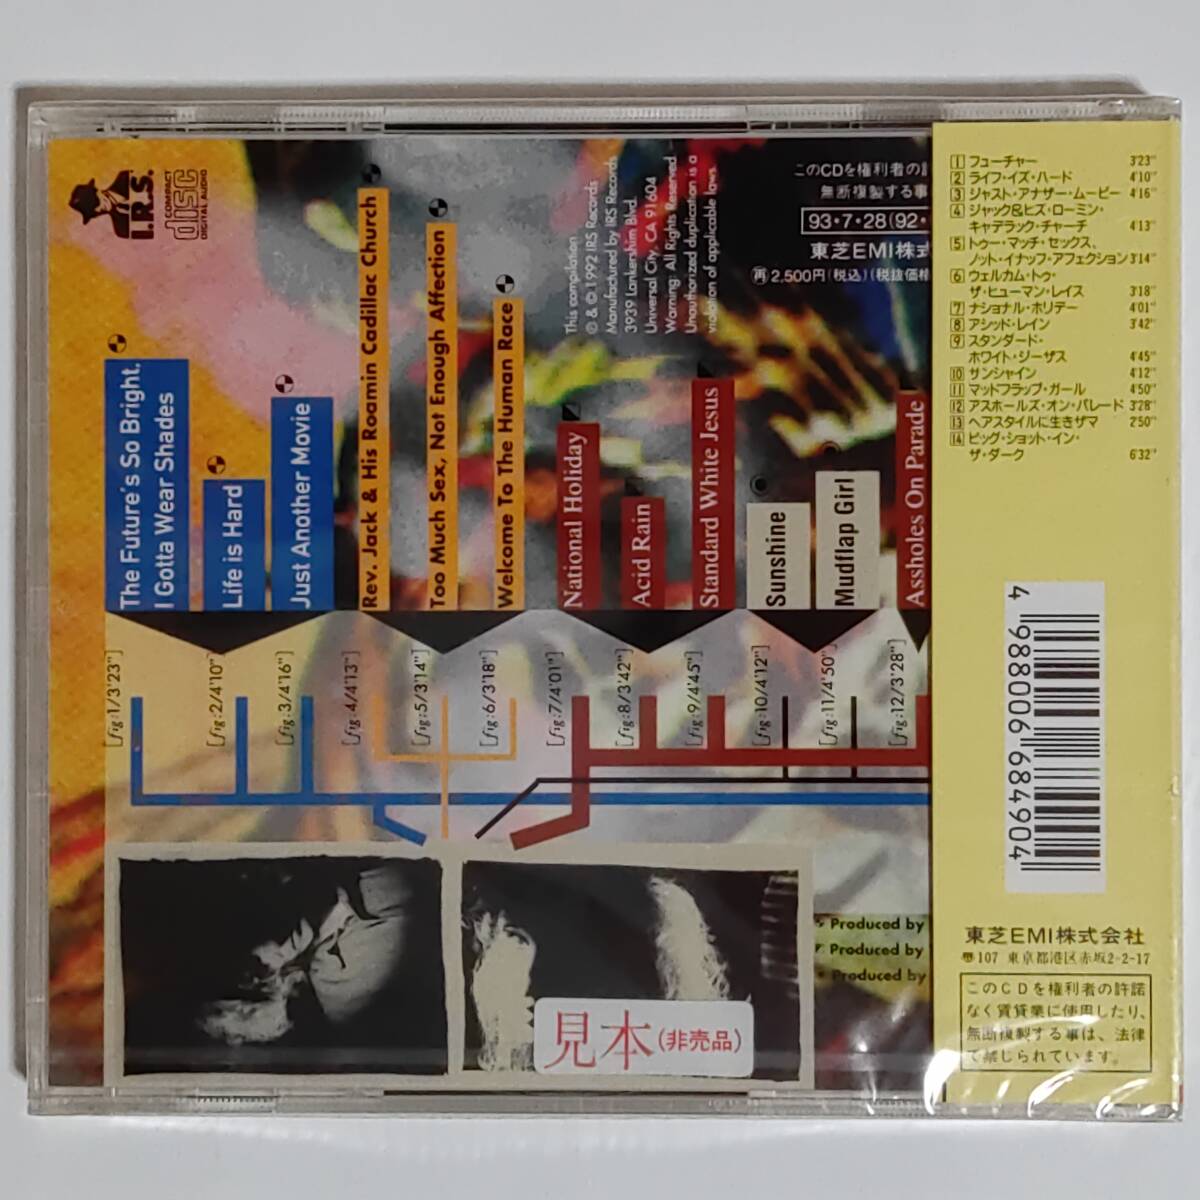 I.R.S.
COMPACT
disc
DIGITAL AUDIO
The Future's So Bright,
I Gotta Wear Shades
Life is Hard
Just Another Movie
Rev. Jack & His Roamin Cadillac Church
Too Much Sex, Not Enough Affection
Welcome To The Human Race
National Holiday
Acid Rain
Standard White Jesus
Sunshine
Mudflap Girl
Assholes On Parade
[fig:1/3'23"]
[fig:2/4'10"]
[fig:3/4'16"]
[fig:4/4'13"]
[fig:5/3'14"]
[fig:6/3'18"]
[fig:7/4'01"]
[fig:8/3'42"]
[fig:9/4'45"]
[fig:10/4'12"]
[fig:11/4'50"]
[fig:12/3'28"]
This compilation
℗ & © 1992 IRS Records
Manufactured by IRS Records
3939 Lankershim Blvd.
Universal City, CA 91604
Warning: All Rights Reserved.
Unauthorized duplication is a
violation of applicable laws.
このCDを権利者の許
無断複製する事
93・7・28(92・
東芝EMI株式
再 2,500円(税込)(税抜価格
Produced by
Produced by
Produced by
見本(非売品)
1 フューチャー 3'23"
2 ライフ・イズ・ハード 4'10"
3 ジャスト・アナザー・ムービー 4'16"
4 ジャック&ヒズ・ローミン・
キャデラック・チャーチ 4'13"
5 トゥー・マッチ・セックス、
ノット・イナッフ・アフェクション 3'14"
6 ウェルカム・トゥ・
ザ・ヒューマン・レイス 3'18"
7 ナショナル・ホリデー 4'01"
8 アシッド・レイン 3'42"
9 スタンダード・
ホワイト・ジーザス 4'45"
10 サンシャイン 4'12"
11 マッドフラップ・ガール 4'50"
12 アスホールズ・オン・パレード 3'28"
13 ヘアスタイルに生きザマ 2'50"
14 ビッグ・ショット・イン・
ザ・ダーク 6'32"
4 988006 684904
東芝EMI株式会社
〠107 東京都港区赤坂2-2-17
このCDを権利者の許諾
なく賃貸業に使用したり、
無断複製する事は、法律
で禁じられています。